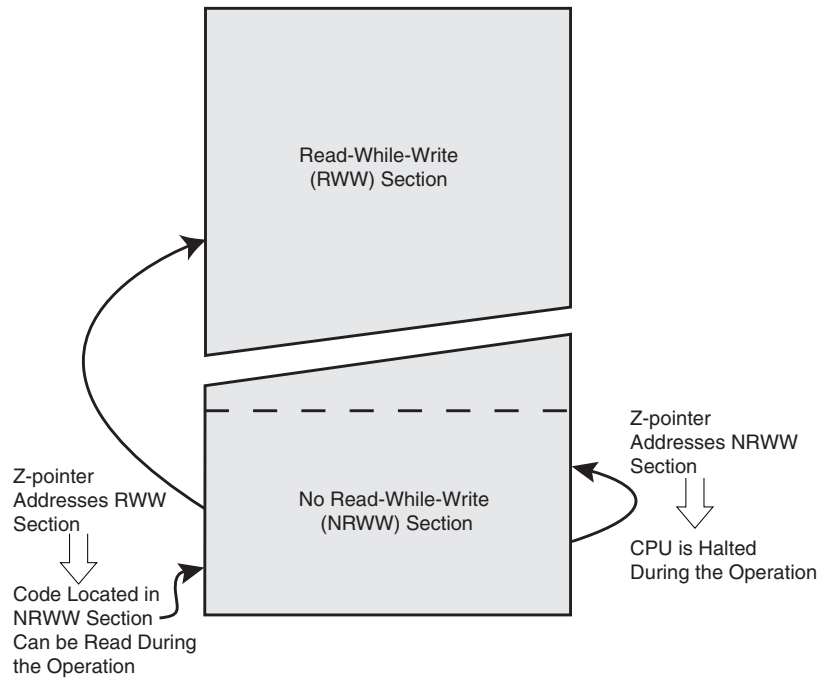 Read-While-Write
(RWW) Section
Z-pointer
Addresses NRWW
Section
Z-pointer
Addresses RWW
Section
No Read-While-Write
(NRWW) Section
CPU is Halted
During the Operation
Code Located in
NRWW Section
Can be Read During
the Operation